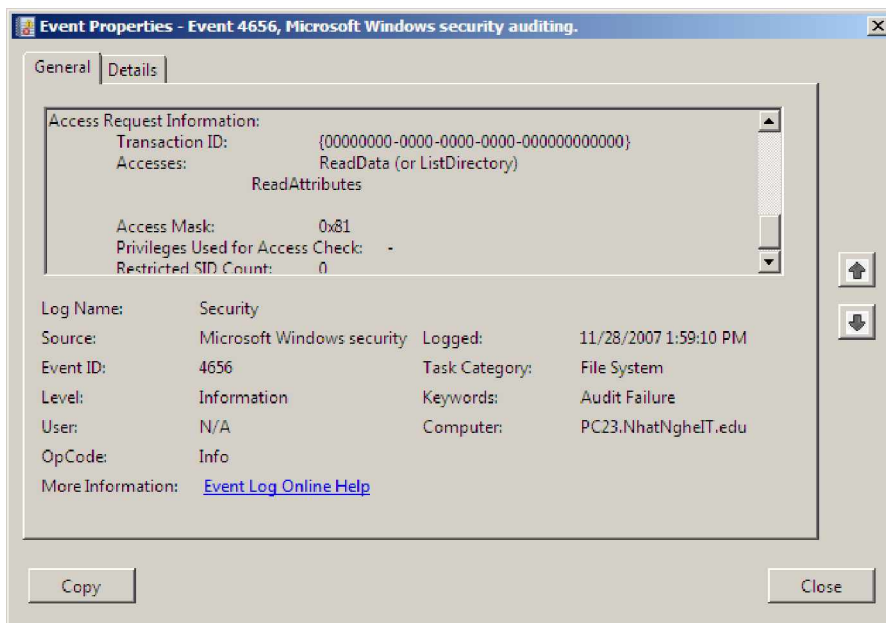 Event Properties - Event 4656, Microsoft Windows security auditing.
General Details
Access Request Information:
Transaction ID: {00000000-0000-0000-0000-000000000000}
Accesses: ReadData (or ListDirectory)
ReadAttributes
Access Mask: 0x81
Privileges Used for Access Check: -
Restricted SID Count: 0
Log Name: Security
Source: Microsoft Windows security Logged: 11/28/2007 1:59:10 PM
Event ID: 4656 Task Category: File System
Level: Information Keywords: Audit Failure
User: N/A Computer: PC23.NhatNgheIT.edu
OpCode: Info
More Information: Event Log Online Help
Copy Close